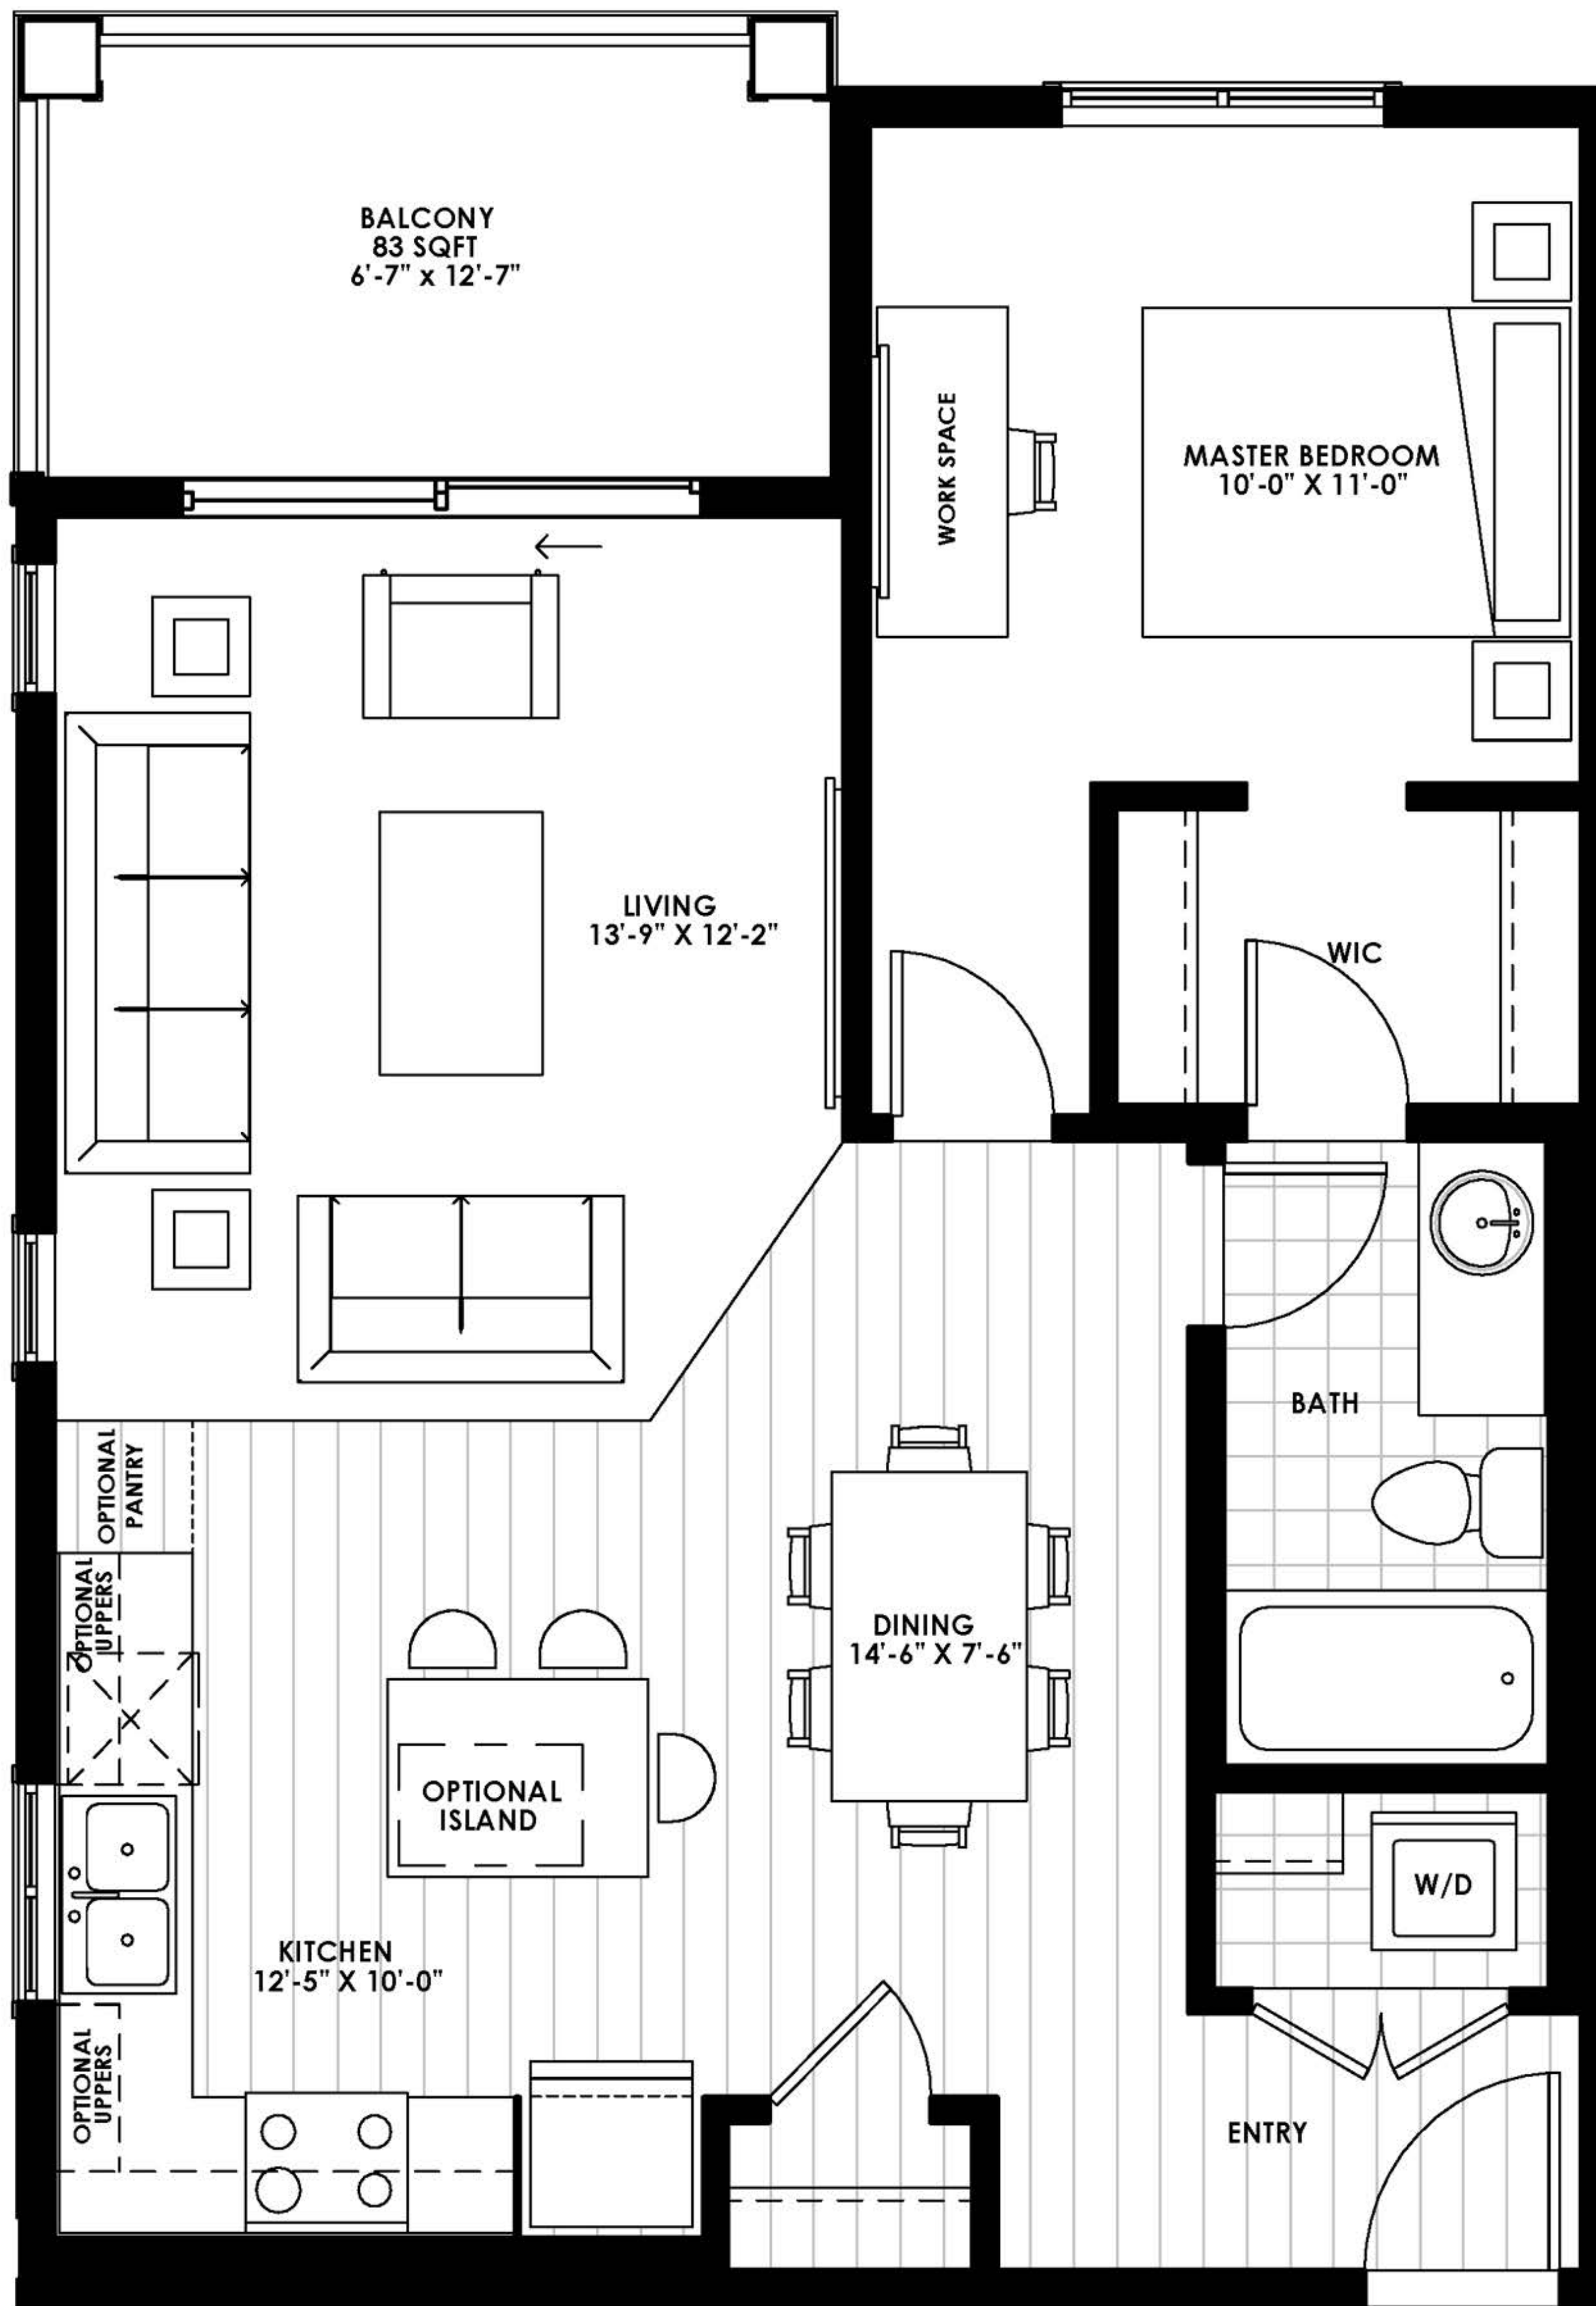 BALCONY
83 SQFT
6'-7" x 12'-7"
WORK SPACE
MASTER BEDROOM
10'-0" X 11'-0"
LIVING
13'-9" X 12'-2"
WIC
BATH
OPTIONAL
PANTRY
OPTIONAL
UPPERS
DINING
14'-6" X 7'-6"
OPTIONAL
ISLAND
W/D
KITCHEN
12'-5" X 10'-0"
OPTIONAL
UPPERS
ENTRY